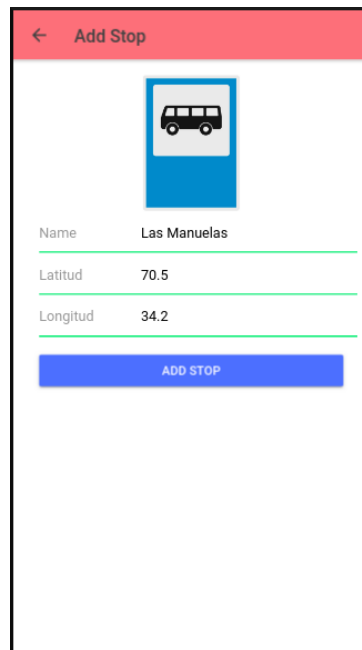 Add Stop
Name Las Manuelas
Latitud 70.5
Longitud 34.2
ADD STOP